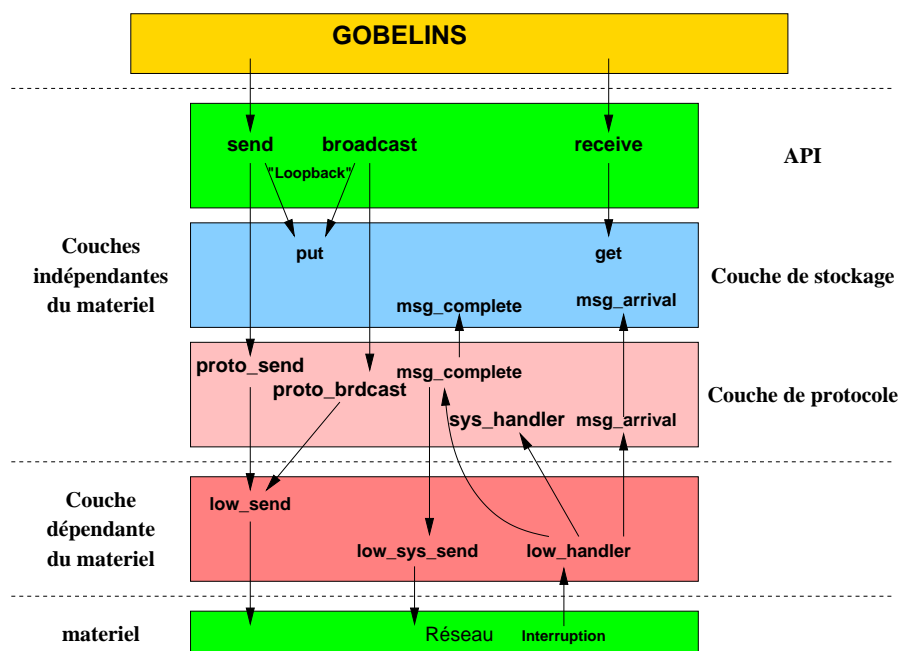 GOBELINS
send
broadcast
receive
API
"Loopback"
Couches
indépendantes
du materiel
put
get
Couche de stockage
msg_complete
msg_arrival
proto_send
proto_brdcast
msg_complete
sys_handler
msg_arrival
Couche de protocole
Couche
dépendante
du materiel
low_send
low_sys_send
low_handler
materiel
Réseau
Interruption